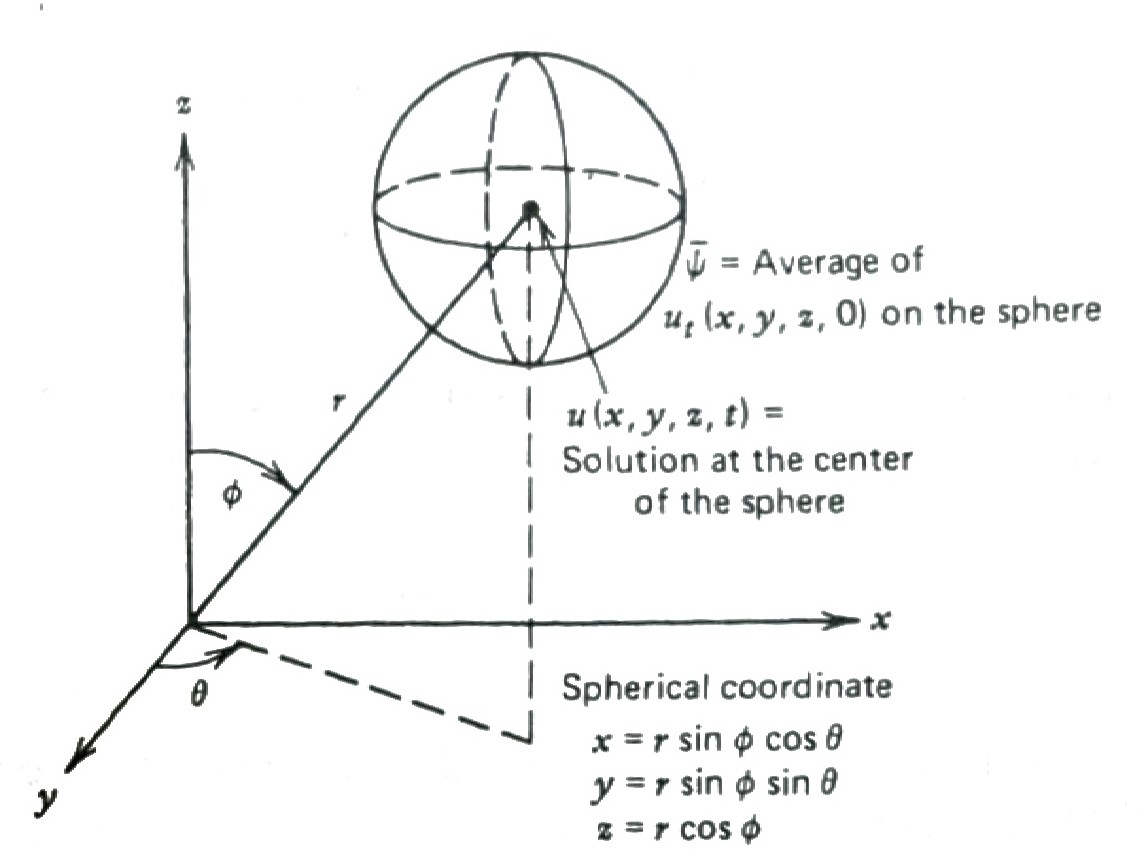 z
ψ̄ = Average of
u_t (x, y, z, 0) on the sphere
r
u (x, y, z, t) =
Solution at the center
of the sphere
ϕ
x
θ
Spherical coordinate
x = r sin ϕ cos θ
y = r sin ϕ sin θ
z = r cos ϕ
y